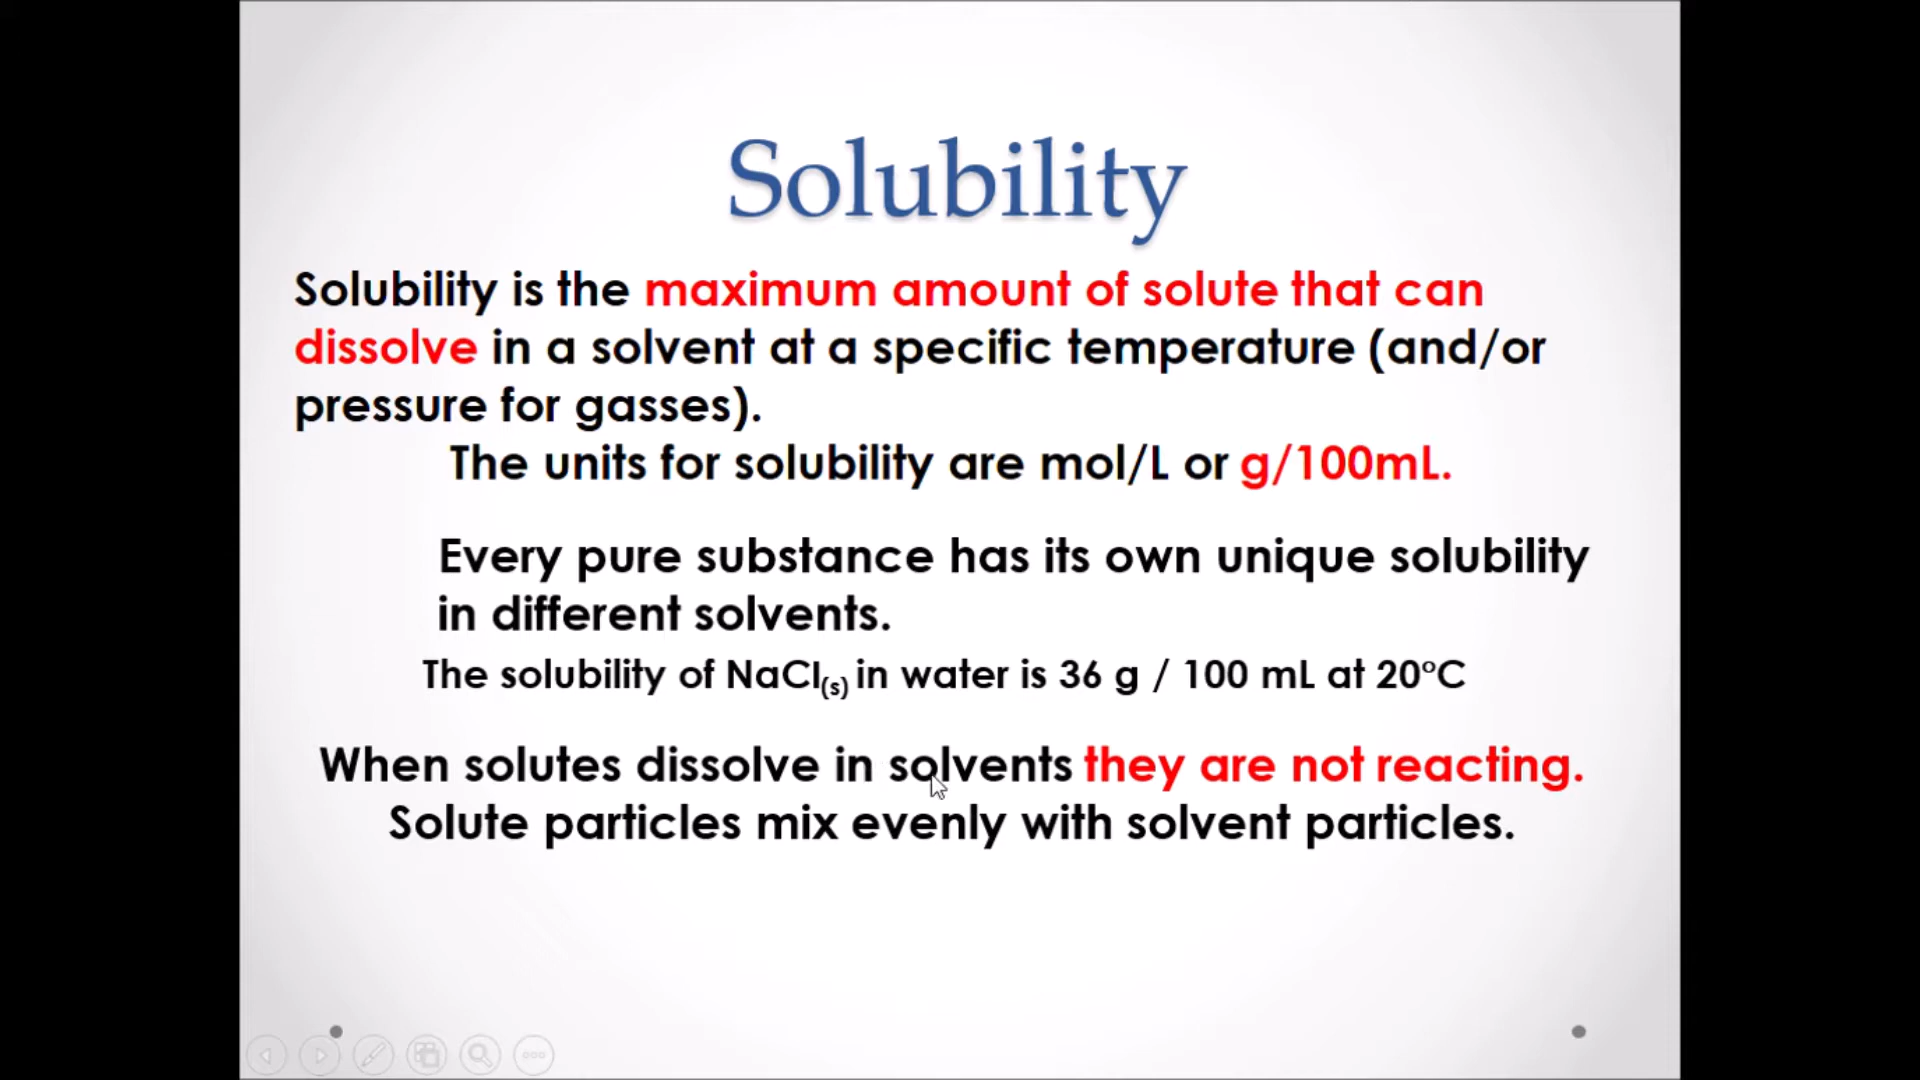 Solubility
Solubility is the maximum amount of solute that can
dissolve in a solvent at a specific temperature (and/or
pressure for gasses).
The units for solubility are mol/L or g/100mL.
Every pure substance has its own unique solubility
in different solvents.
The solubility of NaCl(s) in water is 36 g / 100 mL at 20°C
When solutes dissolve in solvents they are not reacting.
Solute particles mix evenly with solvent particles.